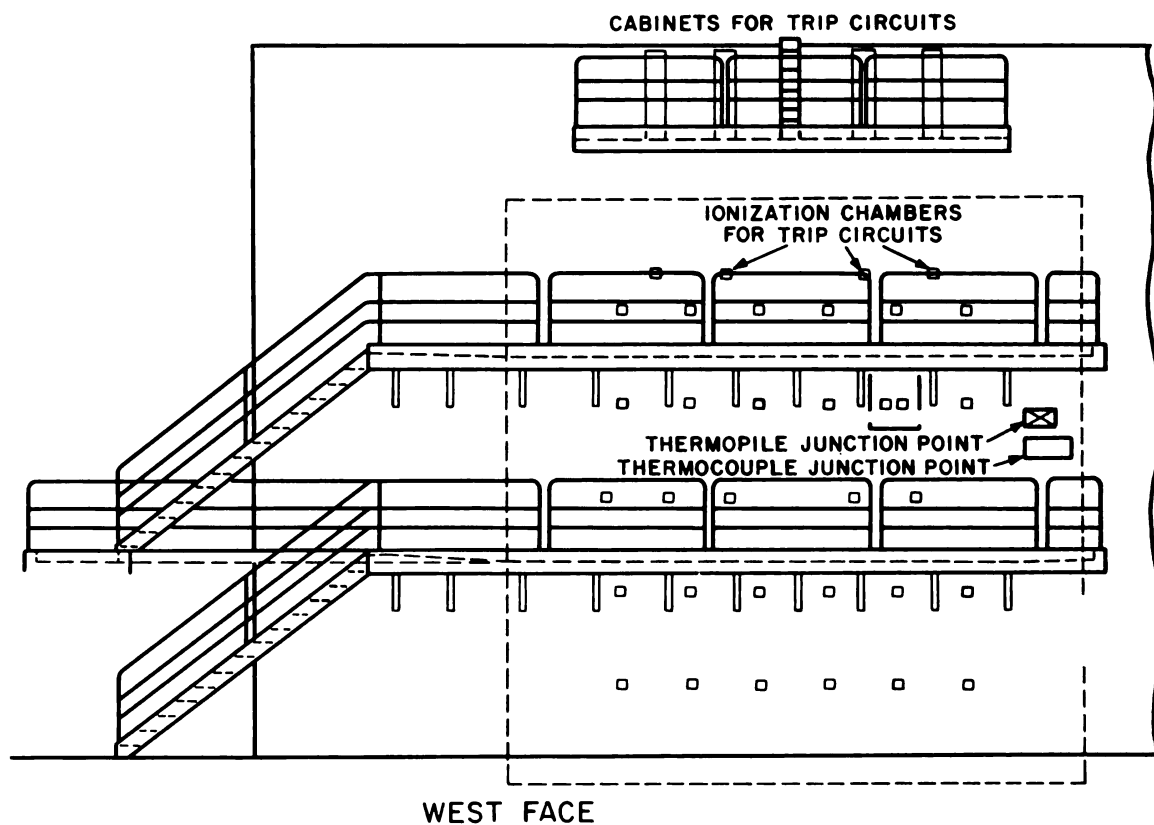 CABINETS FOR TRIP CIRCUITS
IONIZATION CHAMBERS
FOR TRIP CIRCUITS
THERMOPILE JUNCTION POINT
THERMOCOUPLE JUNCTION POINT
WEST FACE